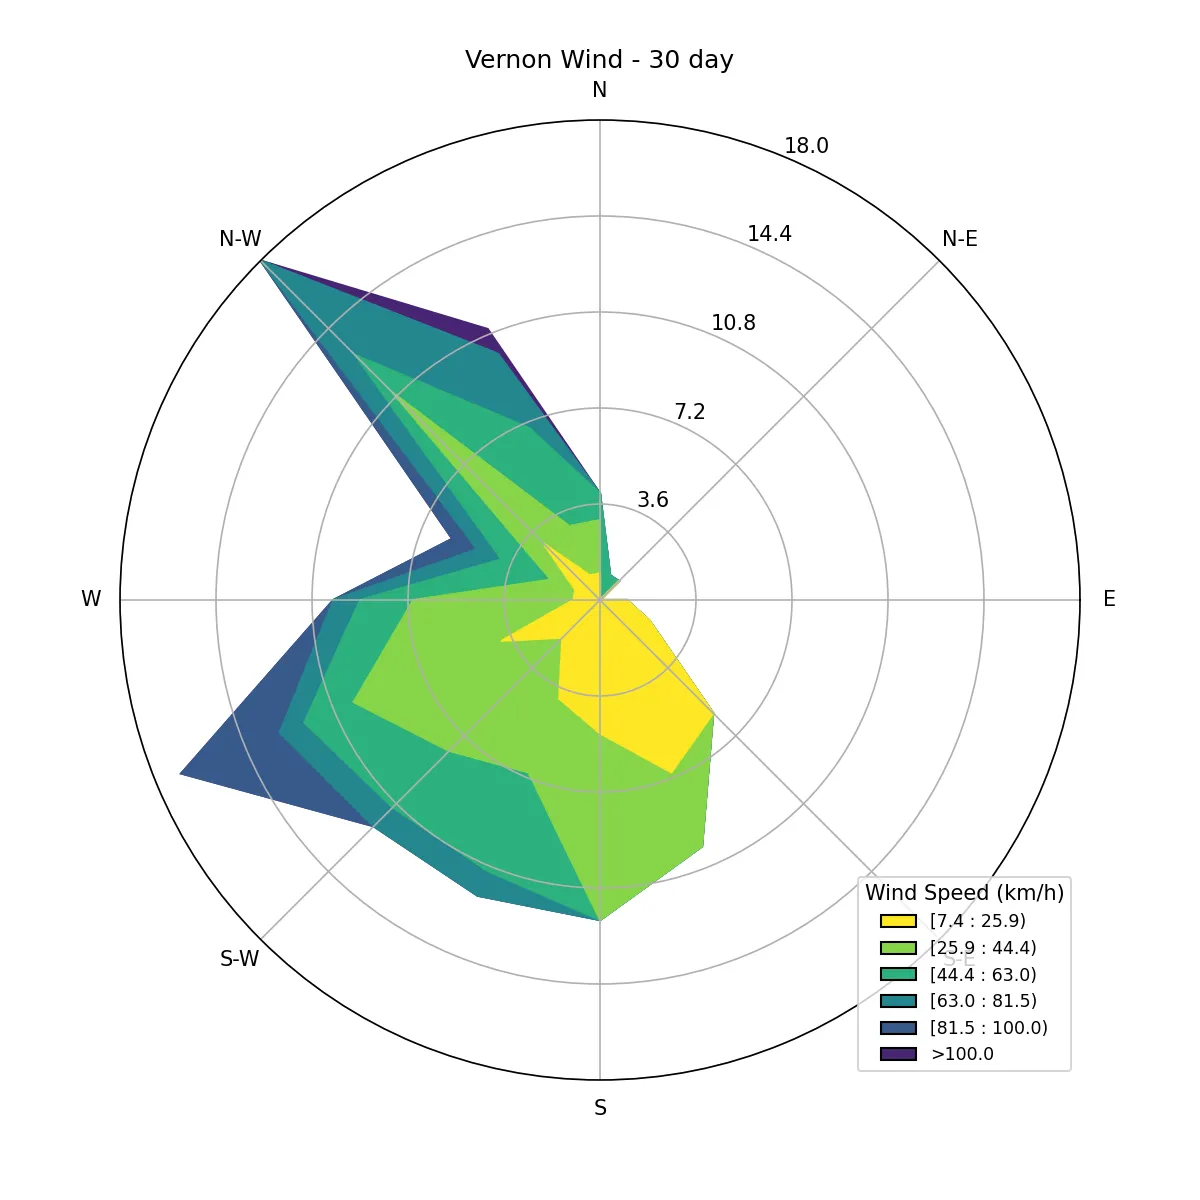 Vernon Wind - 30 day
N
18.0
14.4
N-W
N-E
10.8
7.2
3.6
W
E
Wind Speed (km/h)
[7.4 : 25.9)
[25.9 : 44.4)
S-W
S-E
[44.4 : 63.0)
[63.0 : 81.5)
[81.5 : 100.0)
>100.0
S